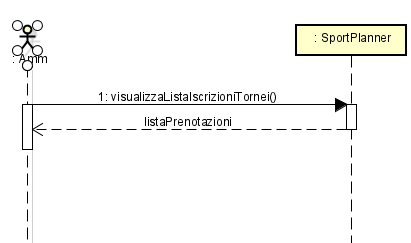 : SportPlanner
: Amm
1: visualizzaListaIscrizioniTornei()
listaPrenotazioni